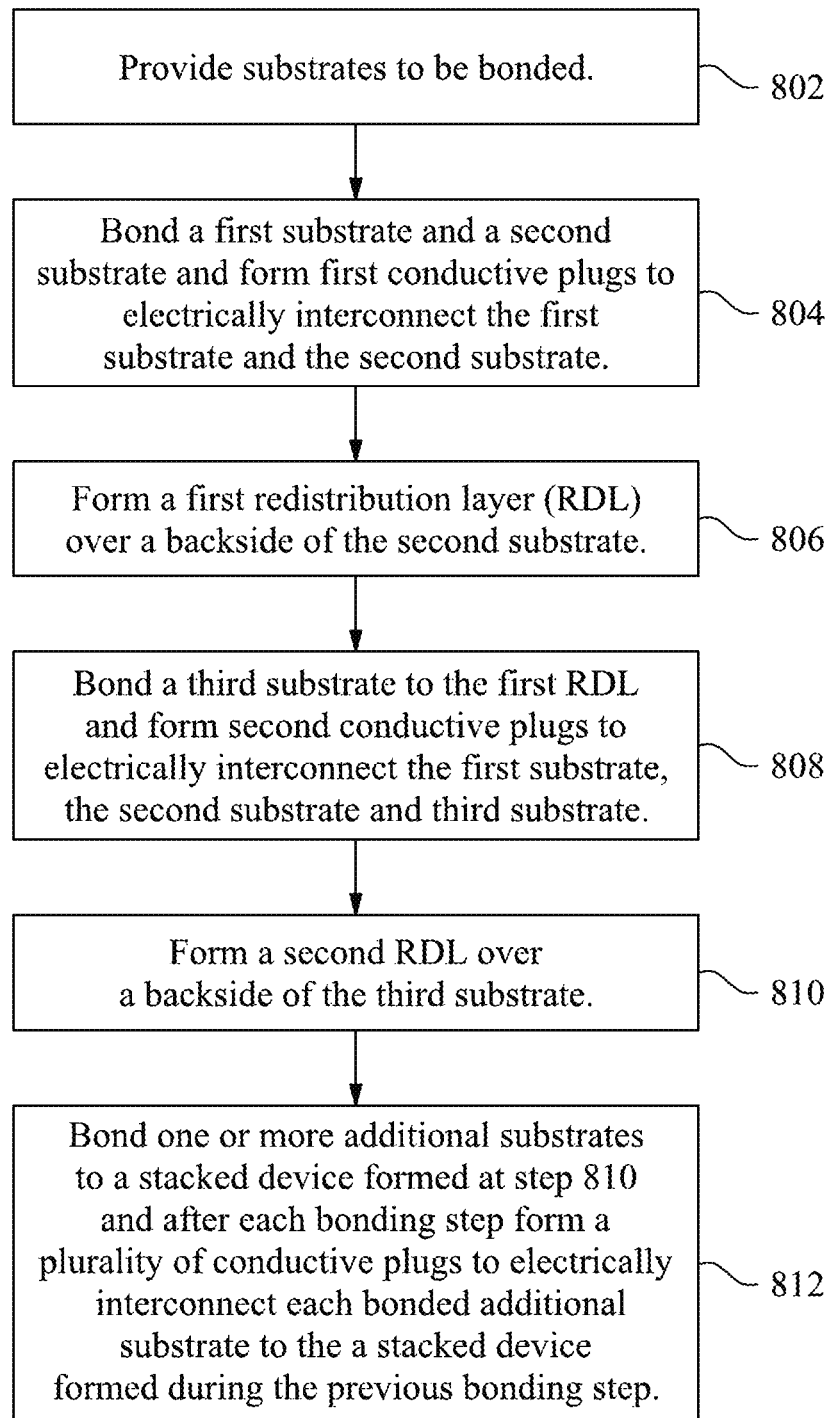 Provide substrates to be bonded.
802
Bond a first substrate and a second
substrate and form first conductive plugs to
electrically interconnect the first
substrate and the second substrate.
804
Form a first redistribution layer (RDL)
over a backside of the second substrate.
806
Bond a third substrate to the first RDL
and form second conductive plugs to
electrically interconnect the first substrate,
the second substrate and third substrate.
808
Form a second RDL over
a backside of the third substrate.
810
Bond one or more additional substrates
to a stacked device formed at step 810
and after each bonding step form a
plurality of conductive plugs to electrically
interconnect each bonded additional
substrate to the a stacked device
formed during the previous bonding step.
812